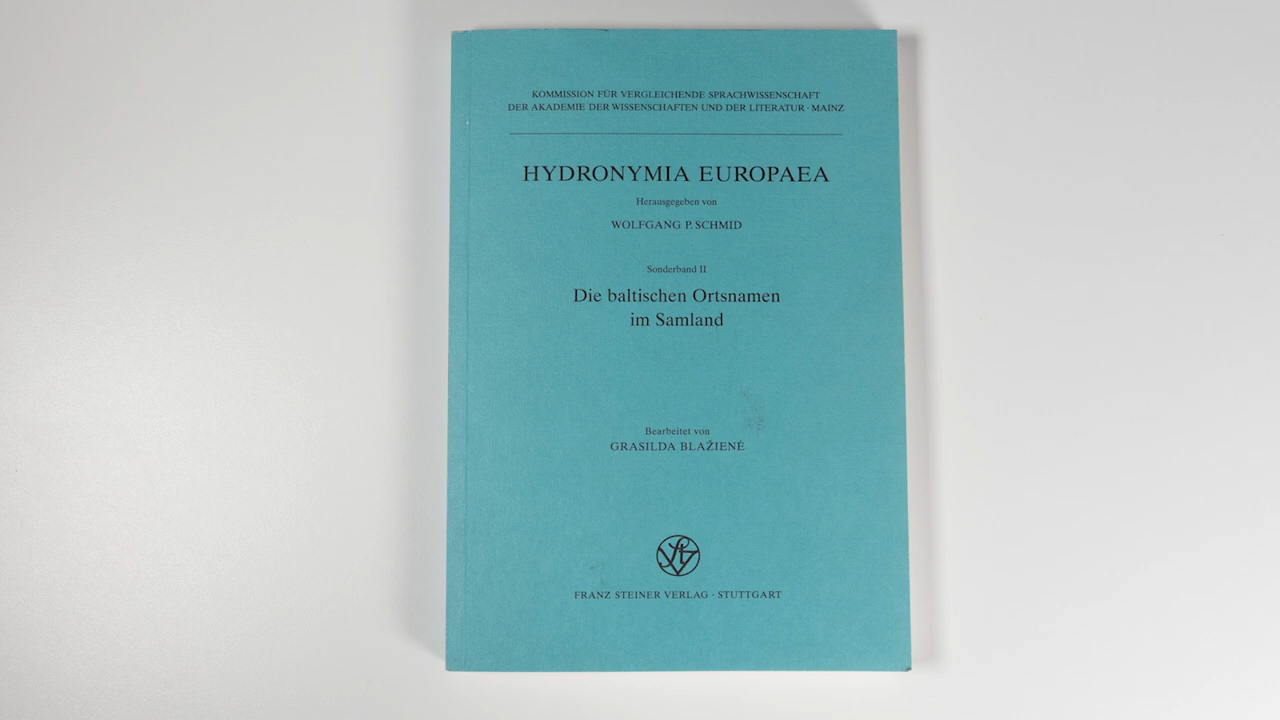 KOMMISSION FÜR VERGLEICHENDE SPRACHWISSENSCHAFT
DER AKADEMIE DER WISSENSCHAFTEN UND DER LITERATUR · MAINZ
HYDRONYMIA EUROPAEA
Herausgegeben von
WOLFGANG P. SCHMID
Sonderband II
Die baltischen Ortsnamen
im Samland
Bearbeitet von
GRASILDA BLAŽIENĖ
FRANZ STEINER VERLAG · STUTTGART